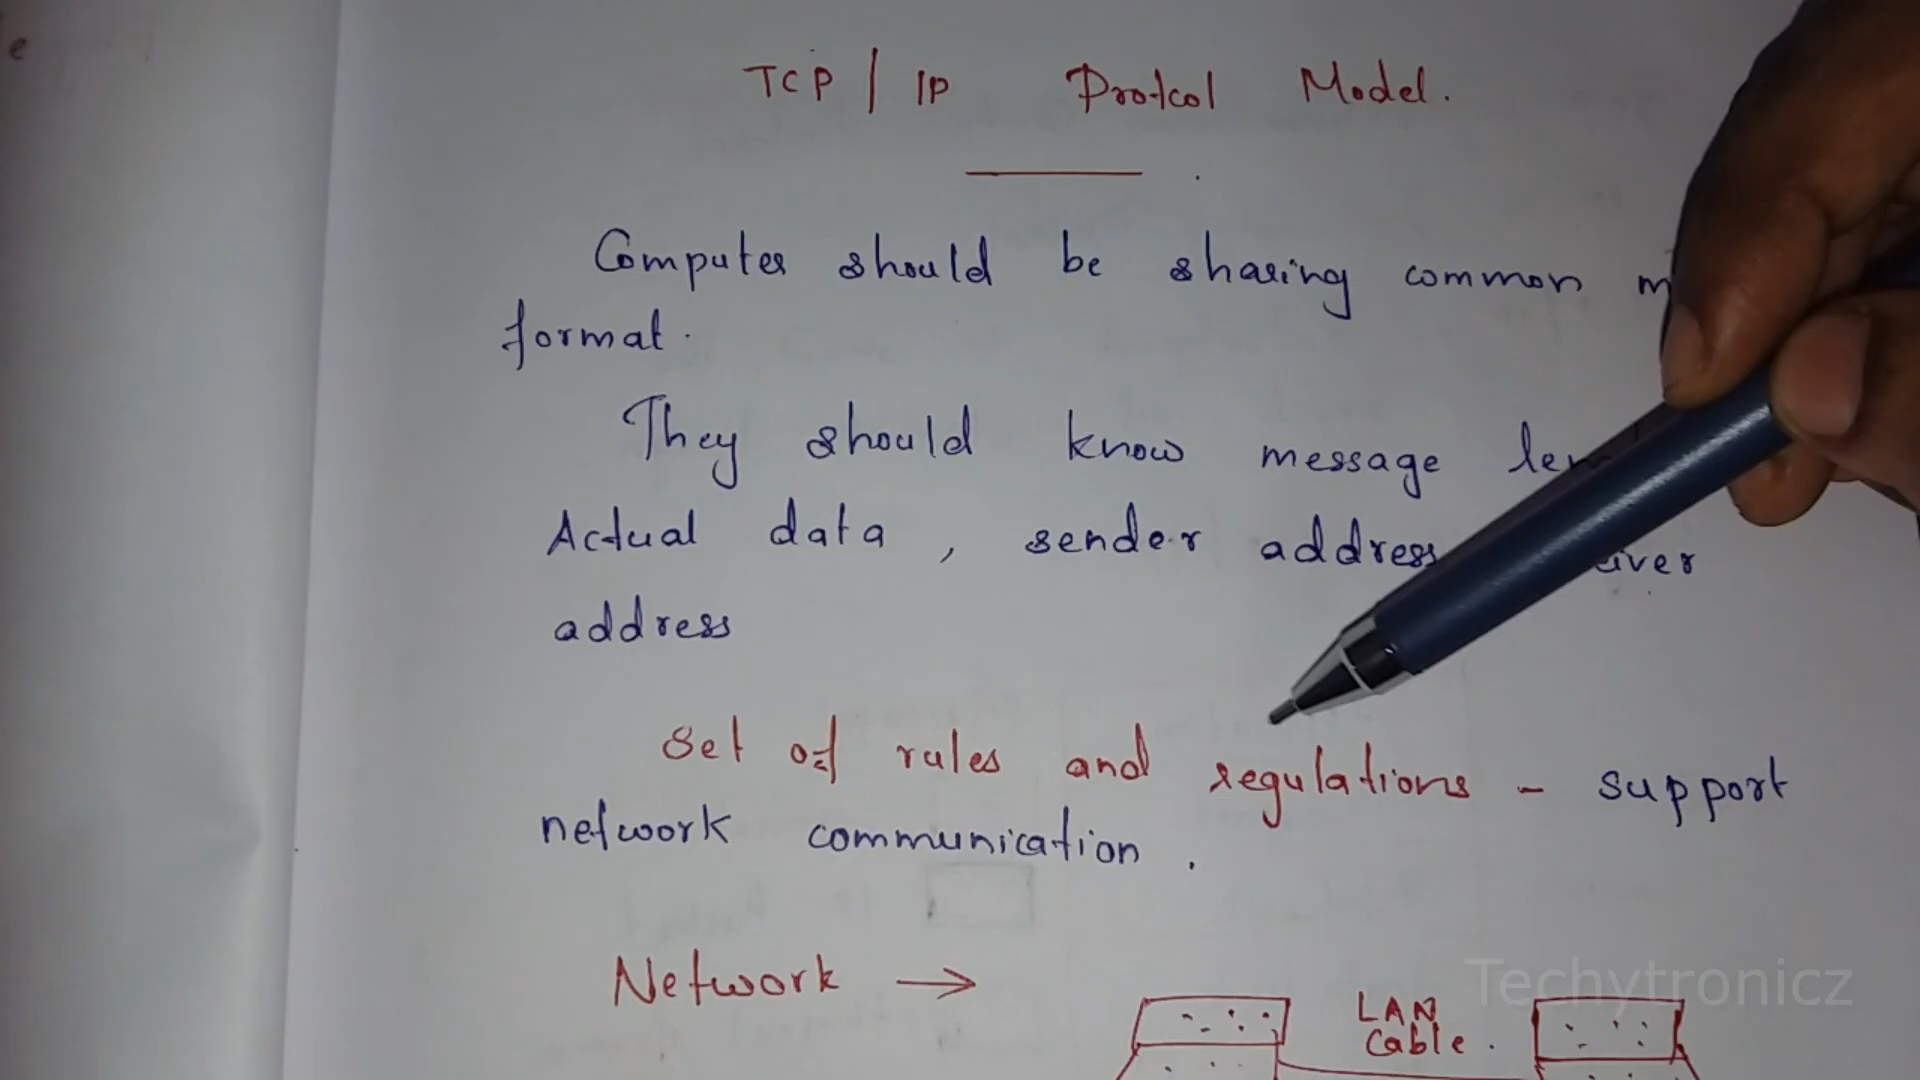 e
TCP / IP Protcol Model.
Computer should be sharing common
format.
They should know message
Actual data , sender address
address
set of rules and regulations - support
network communication .
Network →
LAN
Cable .
Techytronicz